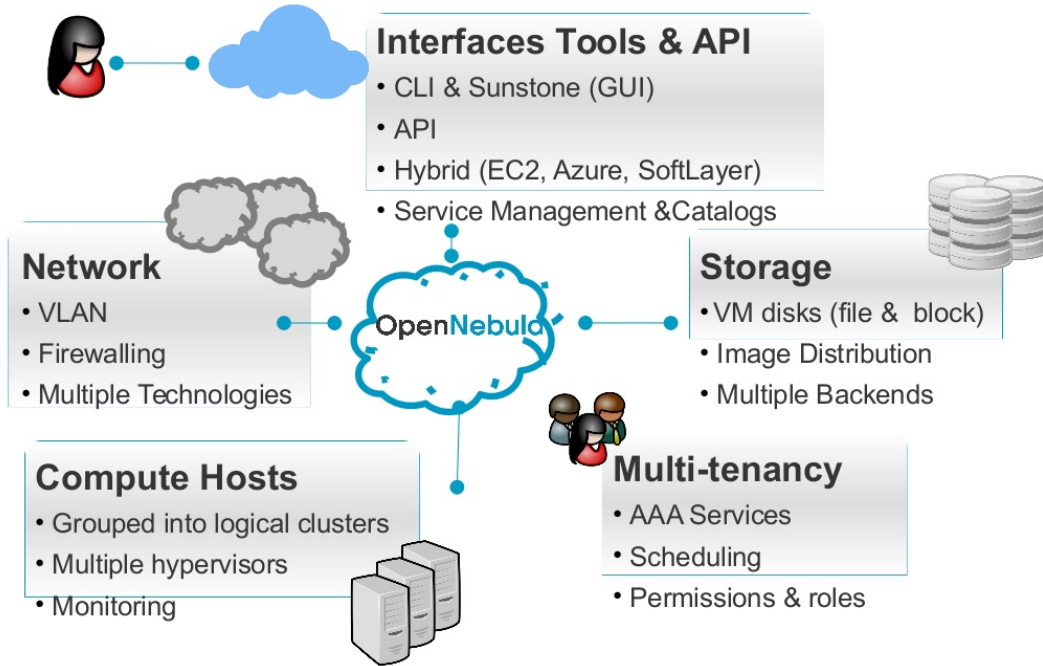 Interfaces Tools & API
• CLI & Sunstone (GUI)
• API
• Hybrid (EC2, Azure, SoftLayer)
• Service Management &Catalogs
Network
• VLAN
• Firewalling
• Multiple Technologies
OpenNebula
Storage
• VM disks (file & block)
• Image Distribution
• Multiple Backends
Compute Hosts
• Grouped into logical clusters
• Multiple hypervisors
• Monitoring
Multi-tenancy
• AAA Services
• Scheduling
• Permissions & roles